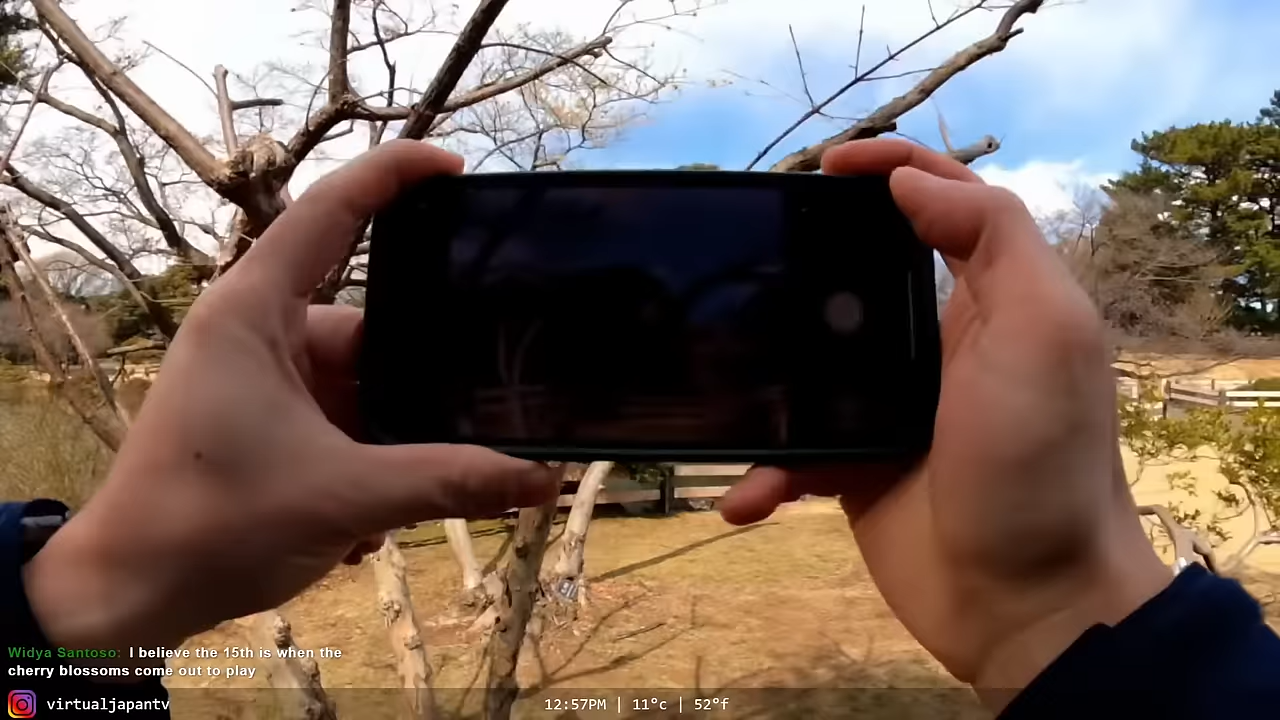 Widya Santoso: I believe the 15th is when the
cherry blossoms come out to play
virtualjapantv
12:57PM | 11°c | 52°f